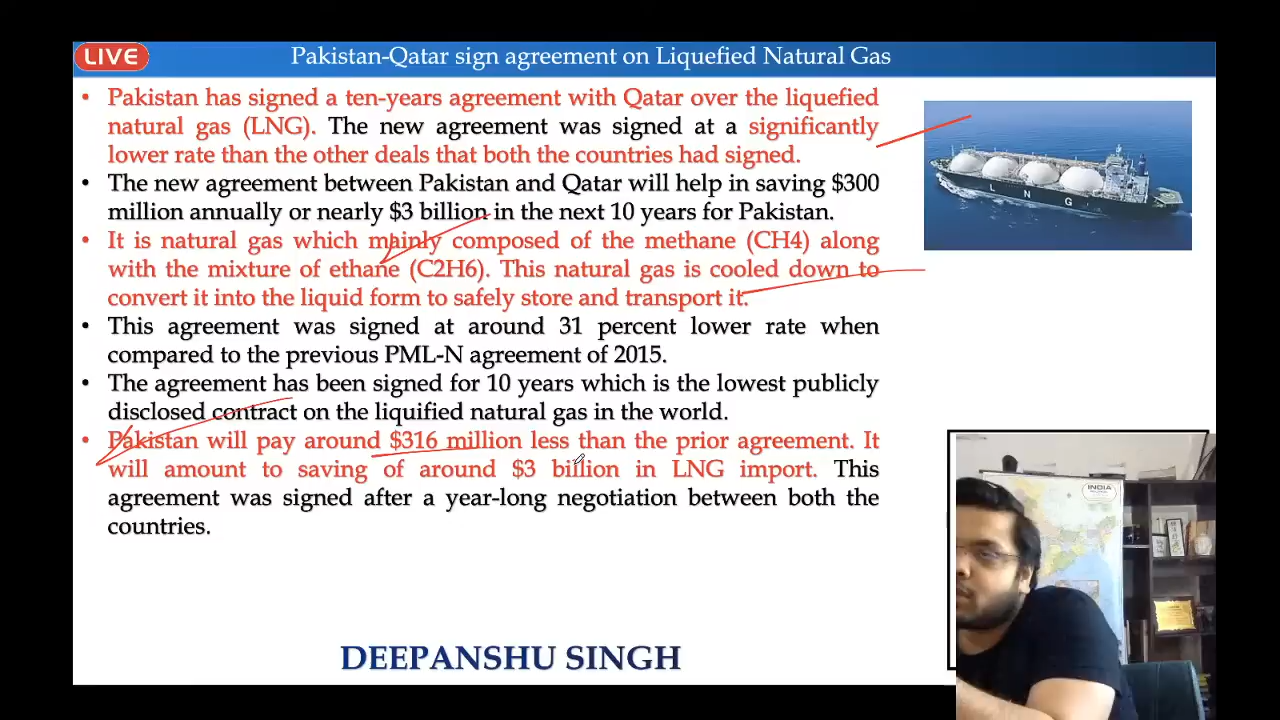 LIVE
Pakistan-Qatar sign agreement on Liquefied Natural Gas
• Pakistan has signed a ten-years agreement with Qatar over the liquefied
natural gas (LNG). The new agreement was signed at a significantly
lower rate than the other deals that both the countries had signed.
• The new agreement between Pakistan and Qatar will help in saving $300
million annually or nearly $3 billion in the next 10 years for Pakistan.
• It is natural gas which mainly composed of the methane (CH4) along
with the mixture of ethane (C2H6). This natural gas is cooled down to
convert it into the liquid form to safely store and transport it.
• This agreement was signed at around 31 percent lower rate when
compared to the previous PML-N agreement of 2015.
• The agreement has been signed for 10 years which is the lowest publicly
disclosed contract on the liquified natural gas in the world.
• Pakistan will pay around $316 million less than the prior agreement. It
will amount to saving of around $3 billion in LNG import. This
agreement was signed after a year-long negotiation between both the
countries.
L N G
INDIA
DEEPANSHU SINGH